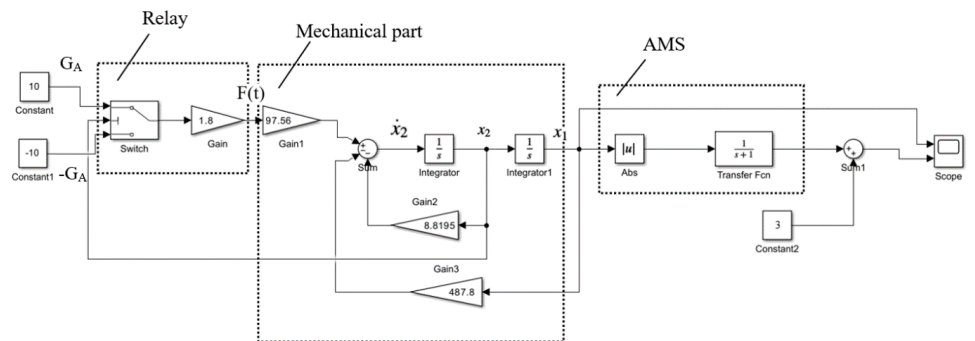 Relay
Mechanical part
AMS
G_A
10
Constant
-10
Constant1
-G_A
Switch
1.8
Gain
F(t)
97.56
Gain1
Sum
ẋ₂
1/s
Integrator
x₂
1/s
Integrator1
x₁
|u|
Abs
1/(s+1)
Transfer Fcn
Sum1
Scope
Gain2
8.8195
3
Constant2
Gain3
487.8